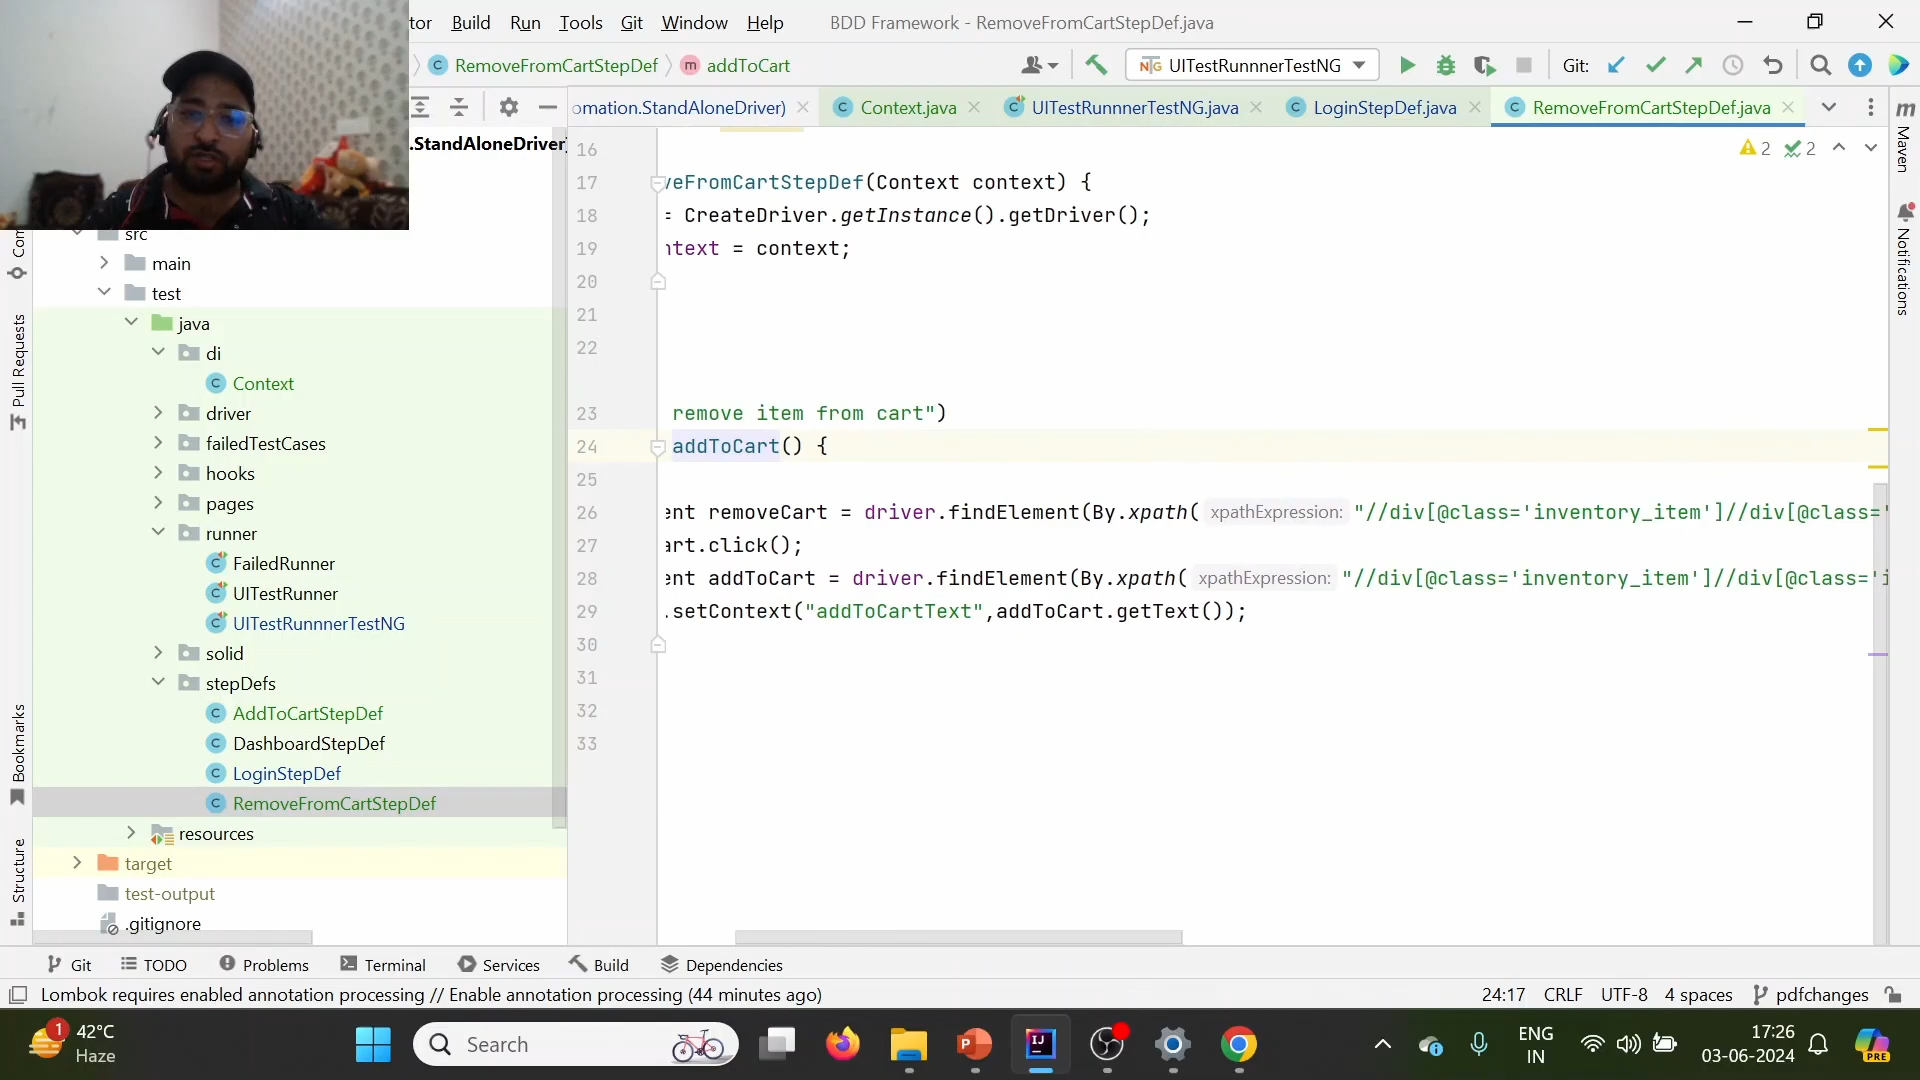 tor Build Run Tools Git Window Help BDD Framework - RemoveFromCartStepDef.java
RemoveFromCartStepDef addToCart UITestRunnnerTestNG Git:
omation.StandAloneDriver) Context.java UITestRunnnerTestNG.java LoginStepDef.java RemoveFromCartStepDef.java
.StandAloneDriver
2 2
src
main
test
java
di
Context
driver
failedTestCases
hooks
pages
runner
FailedRunner
UITestRunner
UITestRunnnerTestNG
solid
stepDefs
AddToCartStepDef
DashboardStepDef
LoginStepDef
RemoveFromCartStepDef
resources
target
test-output
.gitignore
16
17 veFromCartStepDef(Context context) {
18 = CreateDriver.getInstance().getDriver();
19 ntext = context;
20
21
22
23 remove item from cart")
24 addToCart() {
25
26 ent removeCart = driver.findElement(By.xpath( xpathExpression: "//div[@class='inventory_item']//div[@class='
27 art.click();
28 ent addToCart = driver.findElement(By.xpath( xpathExpression: "//div[@class='inventory_item']//div[@class='i
29 .setContext("addToCartText",addToCart.getText());
30
31
32
33
Com
Pull Requests
Bookmarks
Structure
Maven
Notifications
Git TODO Problems Terminal Services Build Dependencies
Lombok requires enabled annotation processing // Enable annotation processing (44 minutes ago) 24:17 CRLF UTF-8 4 spaces pdfchanges
1 42°C
Haze
Search
ENG
IN
17:26
03-06-2024
PRE